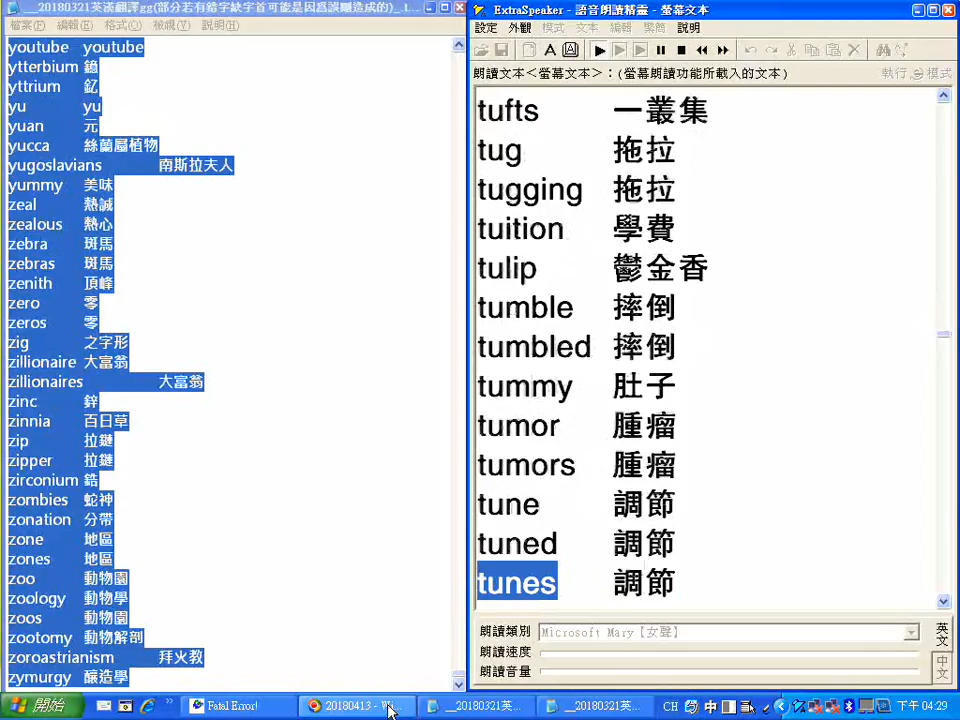 __20180321英漢翻譯gg(部分若有錯字缺字首可能是因為誤觸造成的)_
檔案(F) 編輯(E) 格式(O) 檢視(V) 說明(H)
youtube youtube
ytterbium 鐿
yttrium 釔
yu yu
yuan 元
yucca 絲蘭屬植物
yugoslavians 南斯拉夫人
yummy 美味
zeal 熱誠
zealous 熱心
zebra 斑馬
zebras 斑馬
zenith 頂峰
zero 零
zeros 零
zig 之字形
zillionaire 大富翁
zillionaires 大富翁
zinc 鋅
zinnia 百日草
zip 拉鏈
zipper 拉鏈
zirconium 鋯
zombies 蛇神
zonation 分帶
zone 地區
zones 地區
zoo 動物園
zoology 動物學
zoos 動物園
zootomy 動物解剖
zoroastrianism 拜火教
zymurgy 釀造學
ExtraSpeaker - 語音朗讀精靈 - 螢幕文本
設定 外觀 模式 文本 編輯 繁簡 說明
朗讀文本<螢幕文本>：(螢幕朗讀功能所載入的文本)
執行 模式
tufts 一叢集
tug 拖拉
tugging 拖拉
tuition 學費
tulip 鬱金香
tumble 摔倒
tumbled 摔倒
tummy 肚子
tumor 腫瘤
tumors 腫瘤
tune 調節
tuned 調節
tunes 調節
朗讀類別 Microsoft Mary【女聲】
朗讀速度
朗讀音量
英文
中文
開始 Fatal Error! 20180413 - Wi... __20180321英... __20180321英... CH 中 下午 04:29